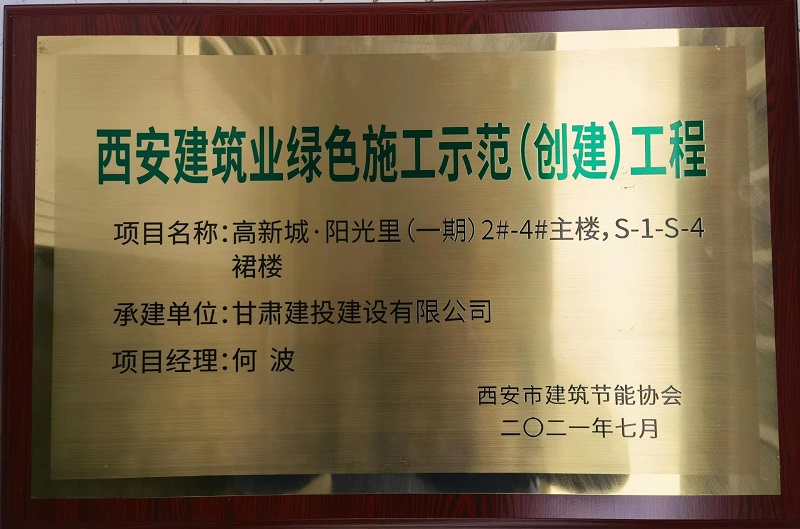 西安建筑业绿色施工示范(创建)工程
项目名称：高新城·阳光里(一期)2#-4#主楼，S-1-S-4
裙楼
承建单位：甘肃建投建设有限公司
项目经理：何 波
西安市建筑节能协会
二〇二一年七月